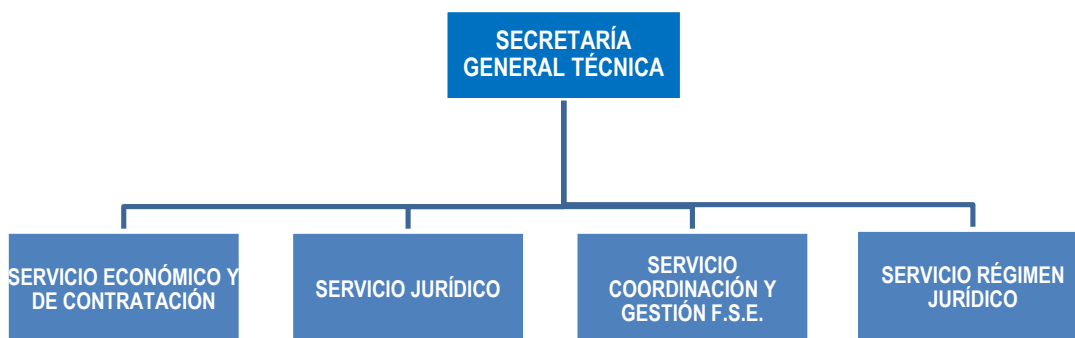 SECRETARÍA
GENERAL TÉCNICA
SERVICIO ECONÓMICO Y
DE CONTRATACIÓN
SERVICIO JURÍDICO
SERVICIO
COORDINACIÓN Y
GESTIÓN F.S.E.
SERVICIO RÉGIMEN
JURÍDICO